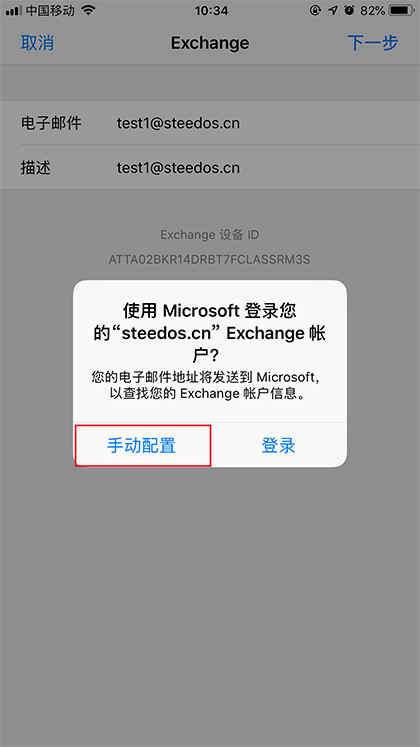 中国移动 10:34 82%
取消 Exchange 下一步
电子邮件 test1@steedos.cn
描述 test1@steedos.cn
Exchange 设备 ID
ATTA02BKR14DRBT7FCLASSRM3S
使用 Microsoft 登录您
的“steedos.cn” Exchange 帐
户?
您的电子邮件地址将发送到 Microsoft，
以查找您的 Exchange 帐户信息。
手动配置 登录